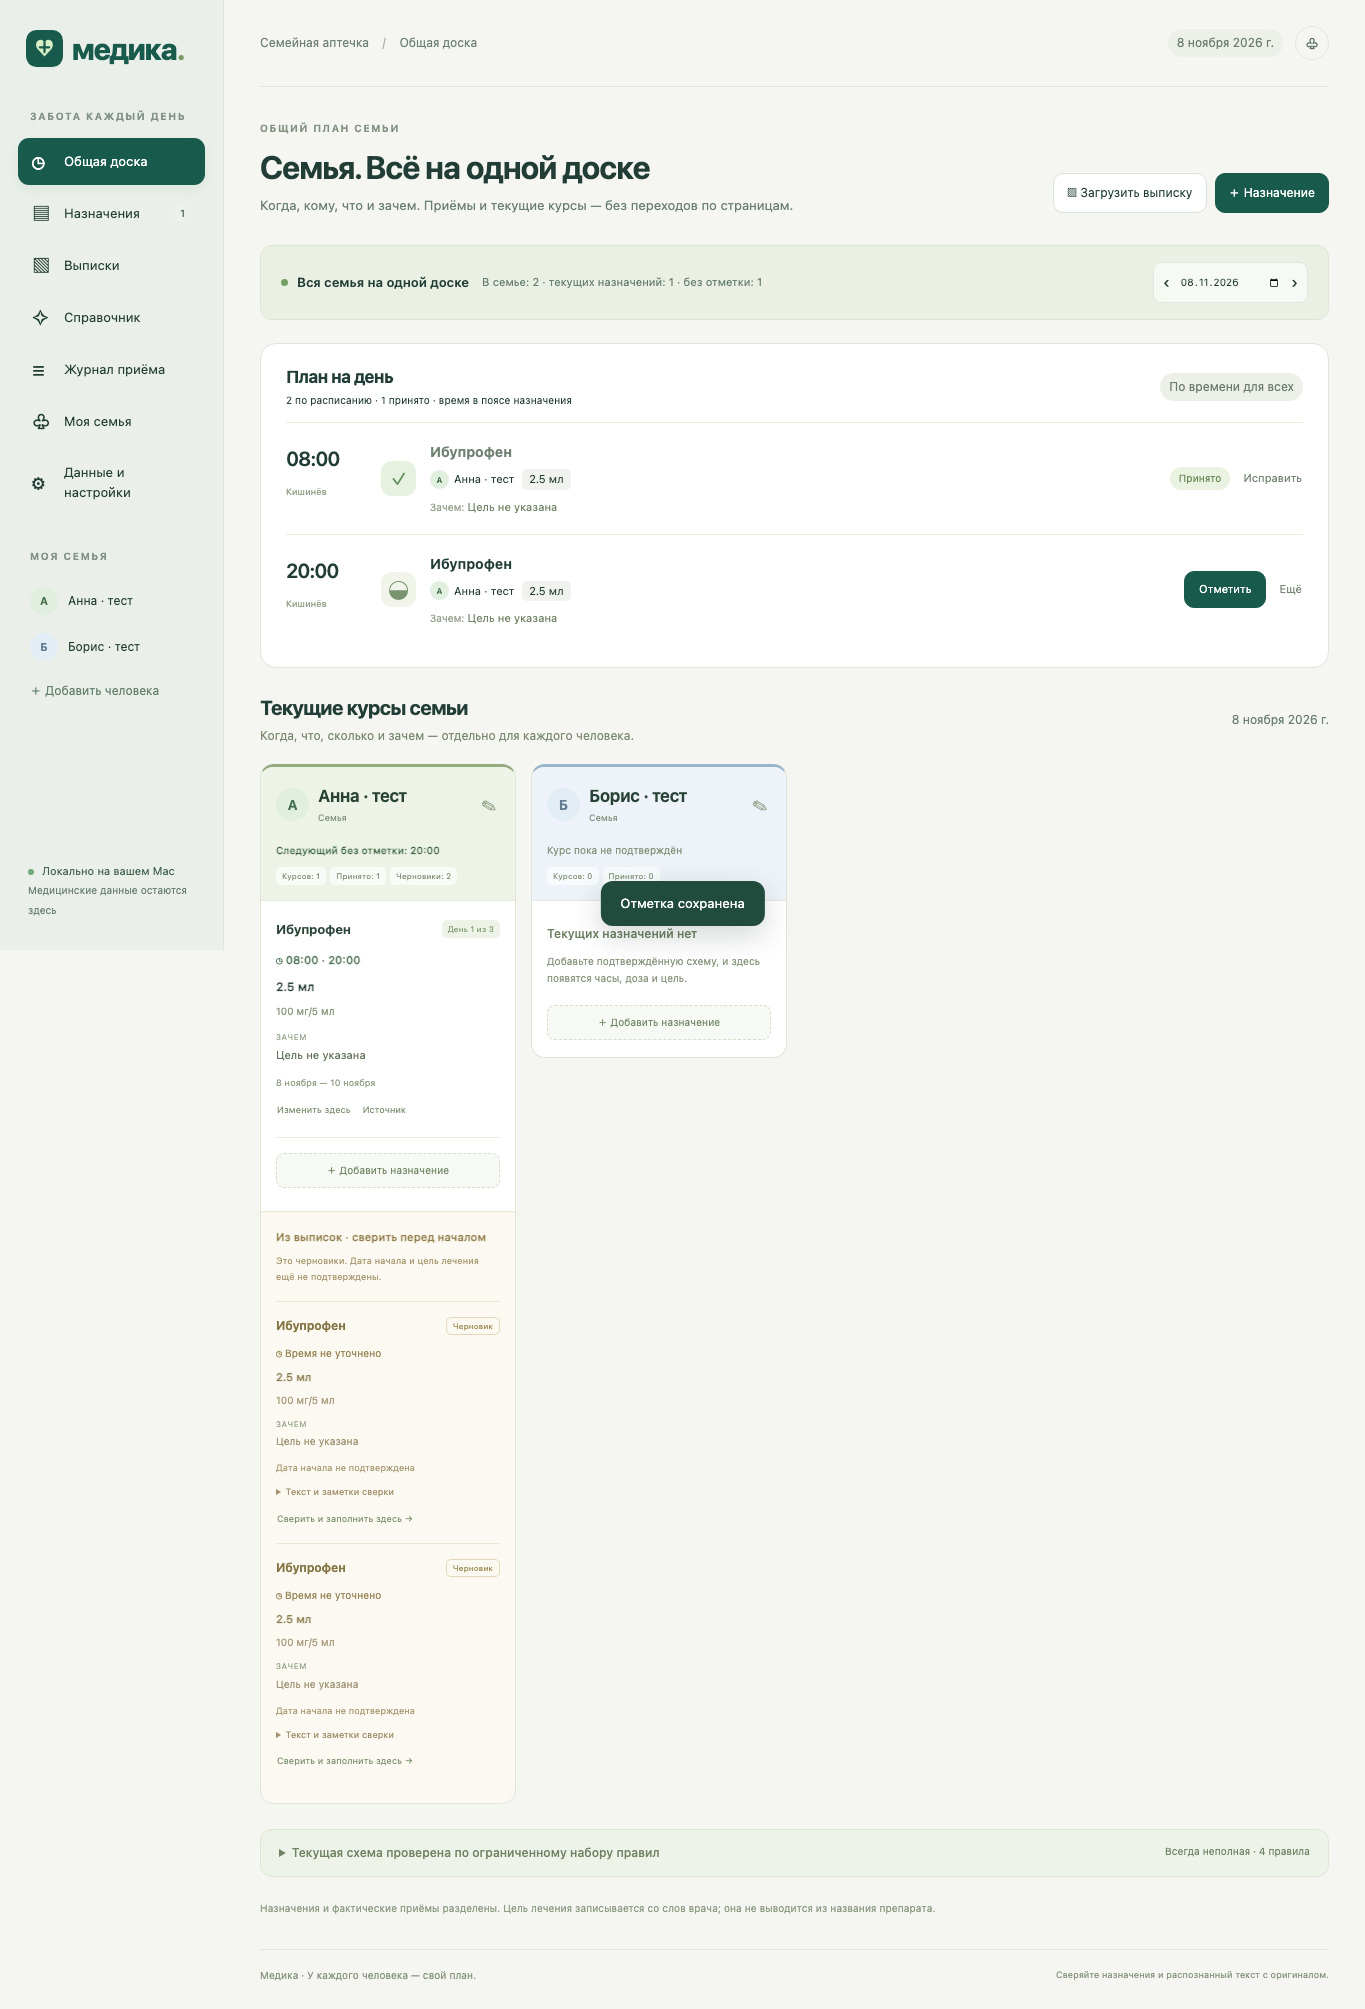 медика.
ЗАБОТА КАЖДЫЙ ДЕНЬ
Общая доска
Назначения 1
Выписки
Справочник
Журнал приёма
Моя семья
Данные и
настройки
МОЯ СЕМЬЯ
А Анна · тест
Б Борис · тест
+ Добавить человека
Локально на вашем Mac
Медицинские данные остаются
здесь
Семейная аптечка / Общая доска
8 ноября 2026 г.
ОБЩИЙ ПЛАН СЕМЬИ
Семья. Всё на одной доске
Когда, кому, что и зачем. Приёмы и текущие курсы — без переходов по страницам.
Загрузить выписку
+ Назначение
Вся семья на одной доске В семье: 2 · текущих назначений: 1 · без отметки: 1
‹ 08.11.2026 ›
План на день
2 по расписанию · 1 принято · время в поясе назначения
По времени для всех
08:00
Кишинёв
Ибупрофен
А Анна · тест 2.5 мл
Зачем: Цель не указана
Принято Исправить
20:00
Кишинёв
Ибупрофен
А Анна · тест 2.5 мл
Зачем: Цель не указана
Отметить Ещё
Текущие курсы семьи
Когда, что, сколько и зачем — отдельно для каждого человека.
8 ноября 2026 г.
А Анна · тест
Семья
Следующий без отметки: 20:00
Курсов: 1 Принято: 1 Черновики: 2
Ибупрофен День 1 из 3
08:00 · 20:00
2.5 мл
100 мг/5 мл
ЗАЧЕМ
Цель не указана
8 ноября — 10 ноября
Изменить здесь Источник
+ Добавить назначение
Из выписок · сверить перед началом
Это черновики. Дата начала и цель лечения
ещё не подтверждены.
Ибупрофен Черновик
Время не уточнено
2.5 мл
100 мг/5 мл
ЗАЧЕМ
Цель не указана
Дата начала не подтверждена
▶ Текст и заметки сверки
Сверить и заполнить здесь →
Ибупрофен Черновик
Время не уточнено
2.5 мл
100 мг/5 мл
ЗАЧЕМ
Цель не указана
Дата начала не подтверждена
▶ Текст и заметки сверки
Сверить и заполнить здесь →
Б Борис · тест
Семья
Курс пока не подтверждён
Курсов: 0 Принято: 0
Отметка сохранена
Текущих назначений нет
Добавьте подтверждённую схему, и здесь
появятся часы, доза и цель.
+ Добавить назначение
▶ Текущая схема проверена по ограниченному набору правил
Всегда неполная · 4 правила
Назначения и фактические приёмы разделены. Цель лечения записывается со слов врача; она не выводится из названия препарата.
Медика · У каждого человека — свой план.
Сверяйте назначения и распознанный текст с оригиналом.